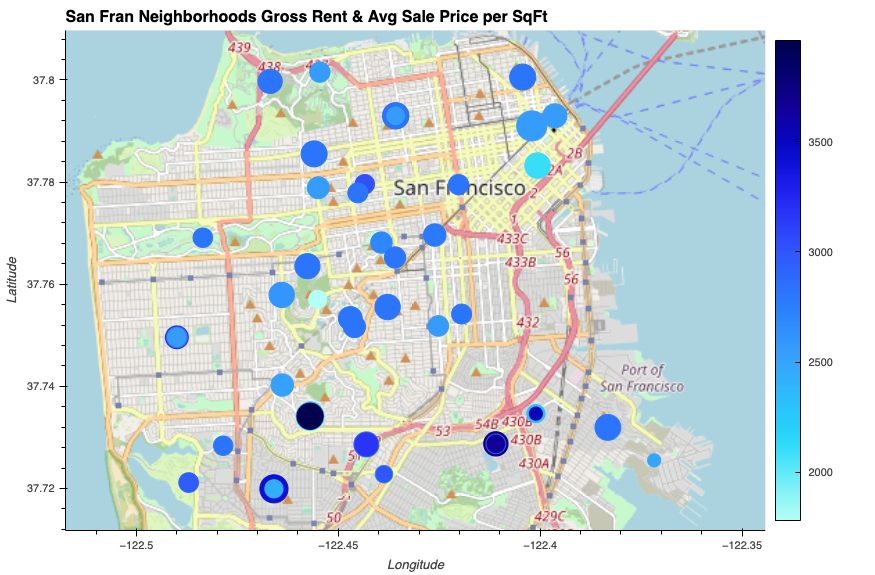 San Fran Neighborhoods Gross Rent & Avg Sale Price per SqFt
439
438
437
37.8
37.78
37.76
37.74
37.72
Latitude
2B
2A
San Francisco
2
1
433C
433B
56
56
432
Port of
San Francisco
53
54B
430B
430B
430A
50
429C
3500
3000
2500
2000
−122.5
−122.45
−122.4
−122.35
Longitude